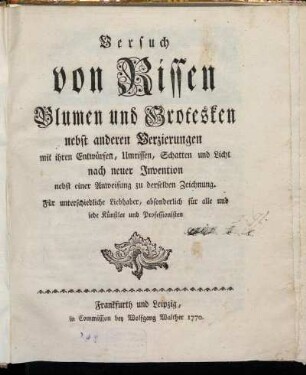 Versuch
von Rissen
Blumen und Grotesken
nebst anderen Verzierungen
mit ihren Entwürfen, Umrissen, Schatten und Licht
nach neuer Invention
nebst einer Anweisung zu derselben Zeichnung.
Für unterschiedliche Liebhaber, absonderlich für alle und
jede Künstler und Professionisten
Frankfurth und Leipzig,
in Commission bey Wolfgang Walther 1770.